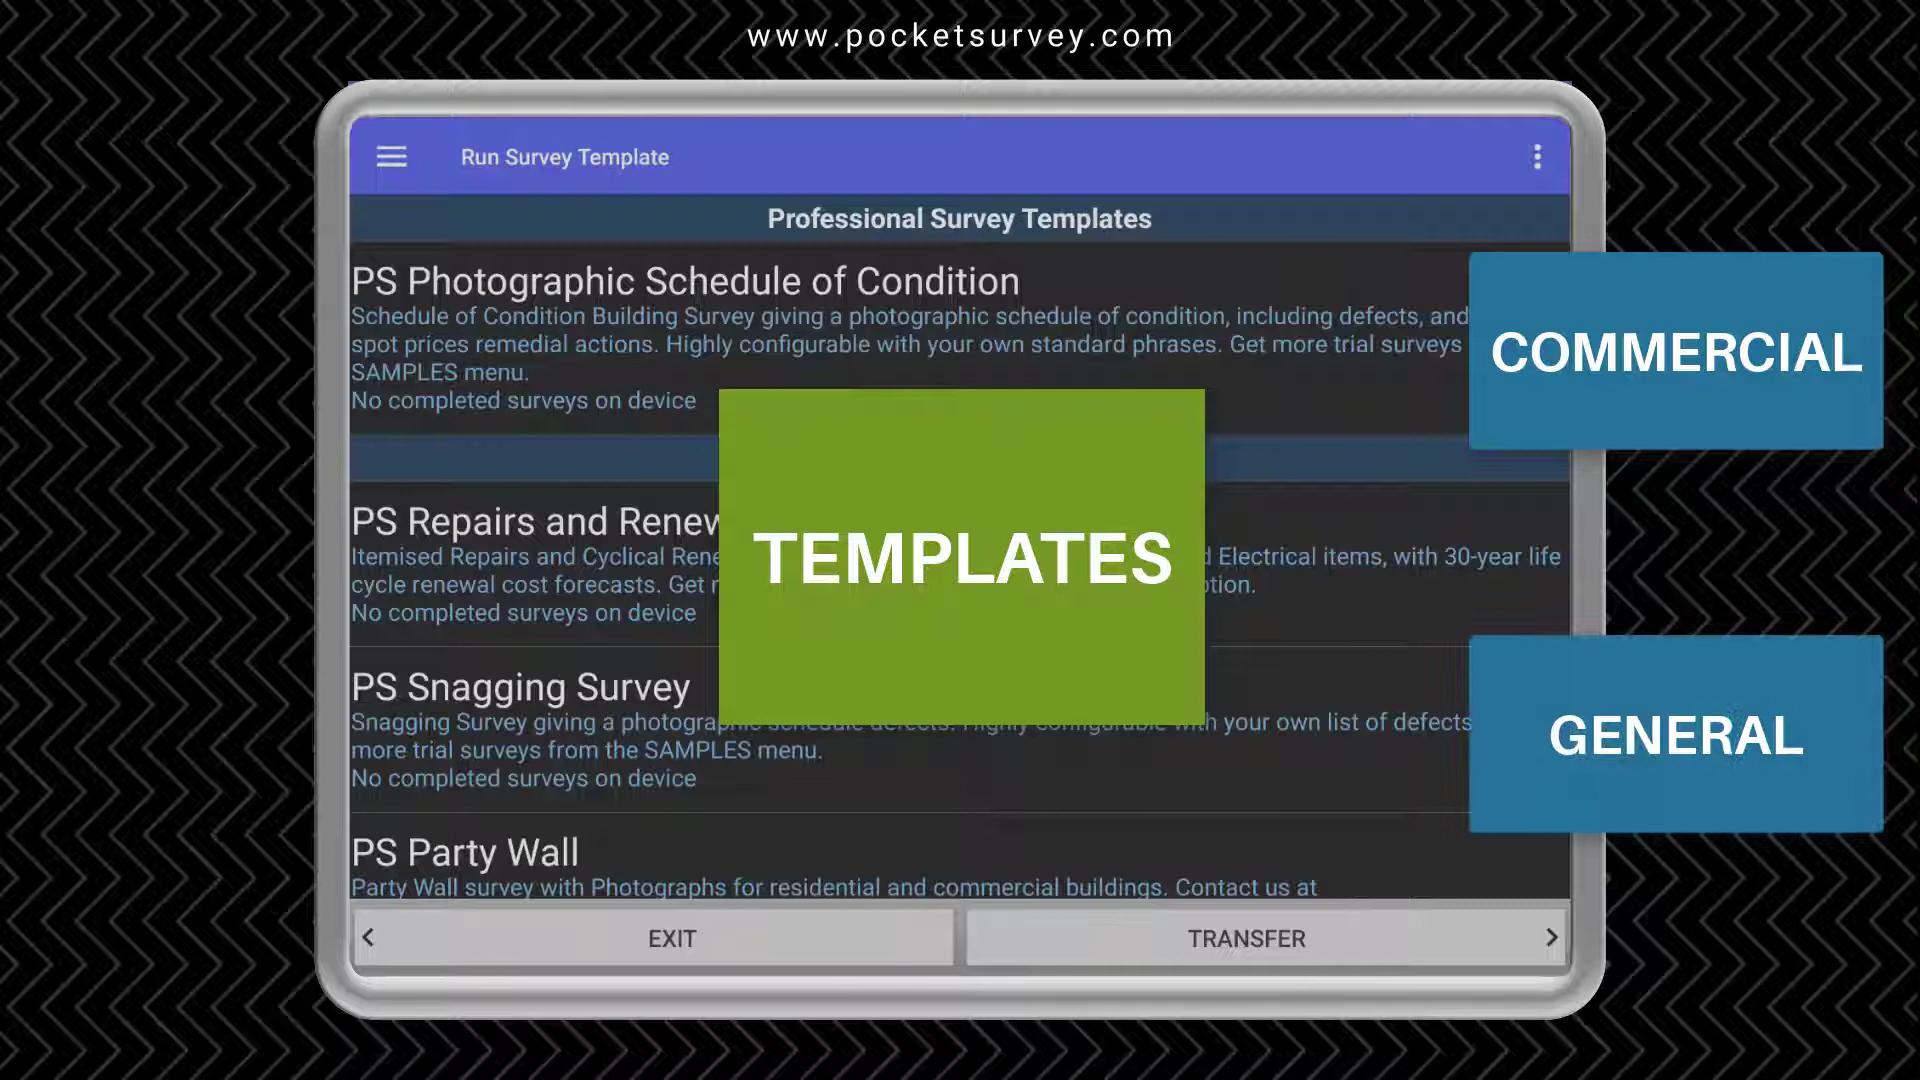 www.pocketsurvey.com
Run Survey Template
Professional Survey Templates
PS Photographic Schedule of Condition
Schedule of Condition Building Survey giving a photographic schedule of condition, including defects, and
spot prices remedial actions. Highly configurable with your own standard phrases. Get more trial surveys
SAMPLES menu.
No completed surveys on device
COMMERCIAL
PS Repairs and
Itemised Repairs and Cyclical
Electrical items, with 30-year life
cycle renewal cost forecasts. Get
No completed surveys on device
TEMPLATES
PS Snagging Survey
Snagging Survey giving a photographic schedule defects. Highly configurable with your own list of defects
more trial surveys from the SAMPLES menu.
No completed surveys on device
GENERAL
PS Party Wall
Party Wall survey with Photographs for residential and commercial buildings. Contact us at
EXIT
TRANSFER